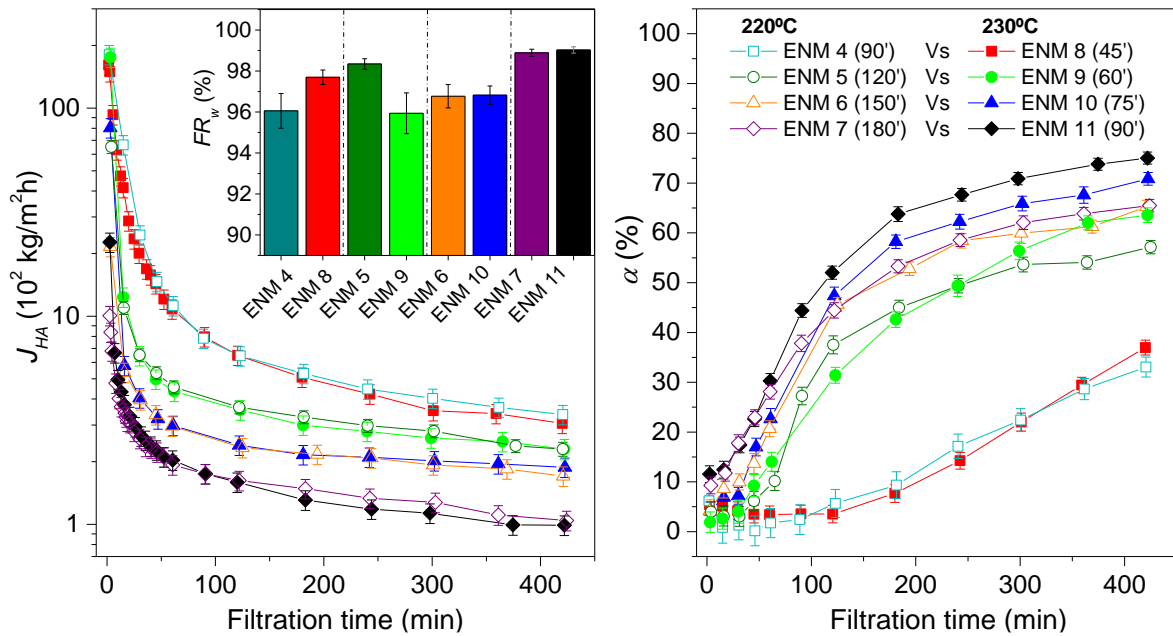 J_HA (10² kg/m²h)
100
10
1
0
100
200
300
400
Filtration time (min)
FR_w (%)
100
98
96
94
92
90
ENM 4
ENM 8
ENM 5
ENM 9
ENM 6
ENM 10
ENM 7
ENM 11
220ºC 230ºC
ENM 4 (90') Vs ENM 8 (45')
ENM 5 (120') Vs ENM 9 (60')
ENM 6 (150') Vs ENM 10 (75')
ENM 7 (180') Vs ENM 11 (90')
α (%)
100
90
80
70
60
50
40
30
20
10
0
0
100
200
300
400
Filtration time (min)